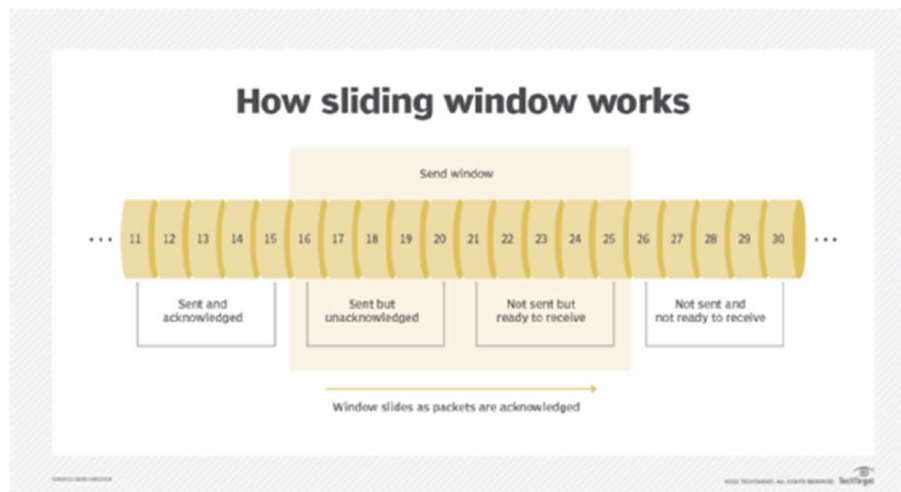 How sliding window works
Send window
... 11 12 13 14 15 16 17 18 19 20 21 22 23 24 25 26 27 28 29 30 ...
Sent and
acknowledged
Sent but
unacknowledged
Not sent but
ready to receive
Not sent and
not ready to receive
Window slides as packets are acknowledged
TechTarget